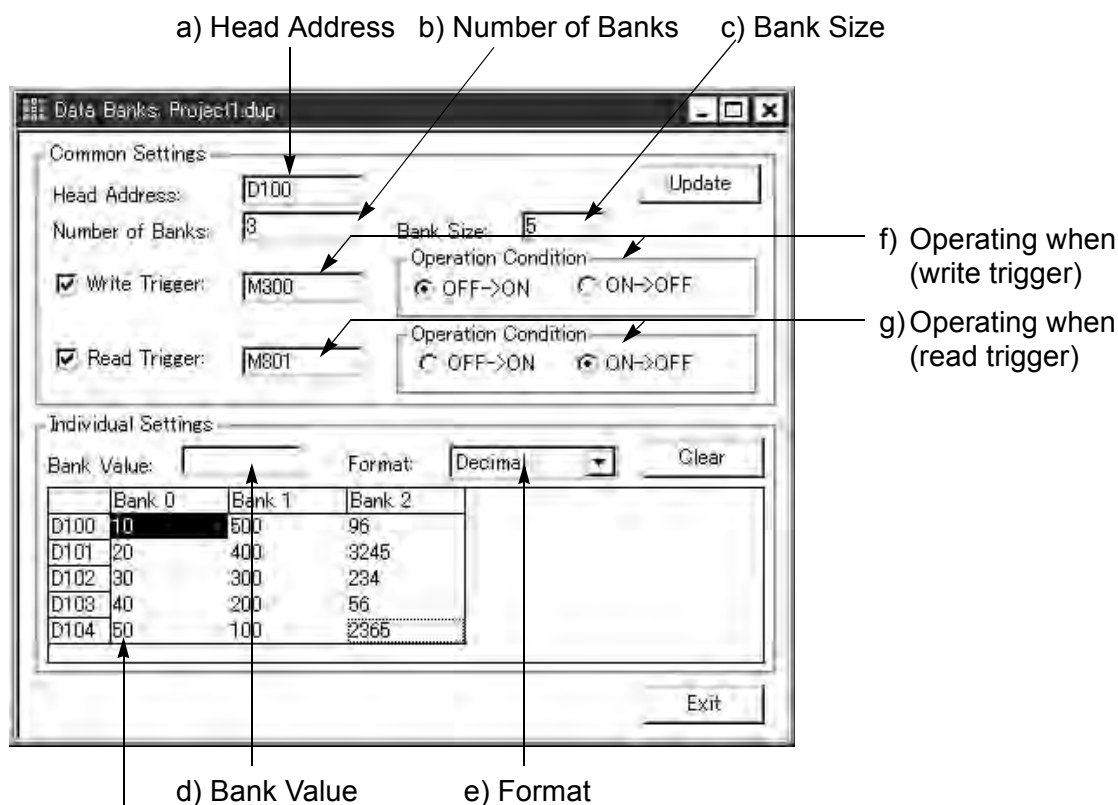 a) Head Address b) Number of Banks c) Bank Size
Data Banks: Project1.dup
Common Settings
Head Address: D100 Update
Number of Banks: 3 Bank Size: 5
Operation Condition
Write Trigger: M300 OFF->ON ON->OFF
f) Operating when
(write trigger)
Operation Condition
Read Trigger: M301 OFF->ON ON->OFF
g) Operating when
(read trigger)
Individual Settings
Bank Value: Format: Decimal Clear
Bank 0 Bank 1 Bank 2
D100 10 500 96
D101 20 400 3245
D102 30 300 234
D103 40 200 56
D104 50 100 2365
Exit
d) Bank Value e) Format